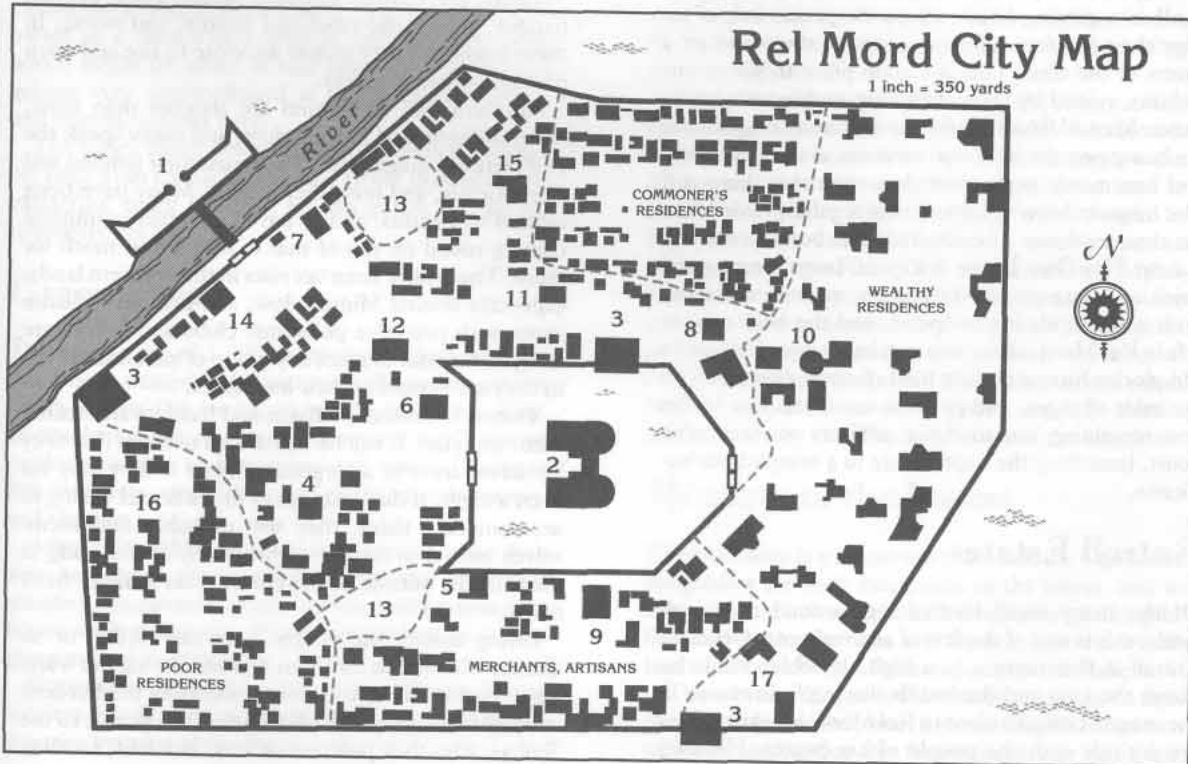 Rel Mord City Map
1 inch = 350 yards
River
1
15
13
COMMONER'S
RESIDENCES
7
N
11
3
8
WEALTHY
RESIDENCES
14
12
10
3
6
2
4
16
13
5
9
POOR
RESIDENCES
MERCHANTS, ARTISANS
17
3